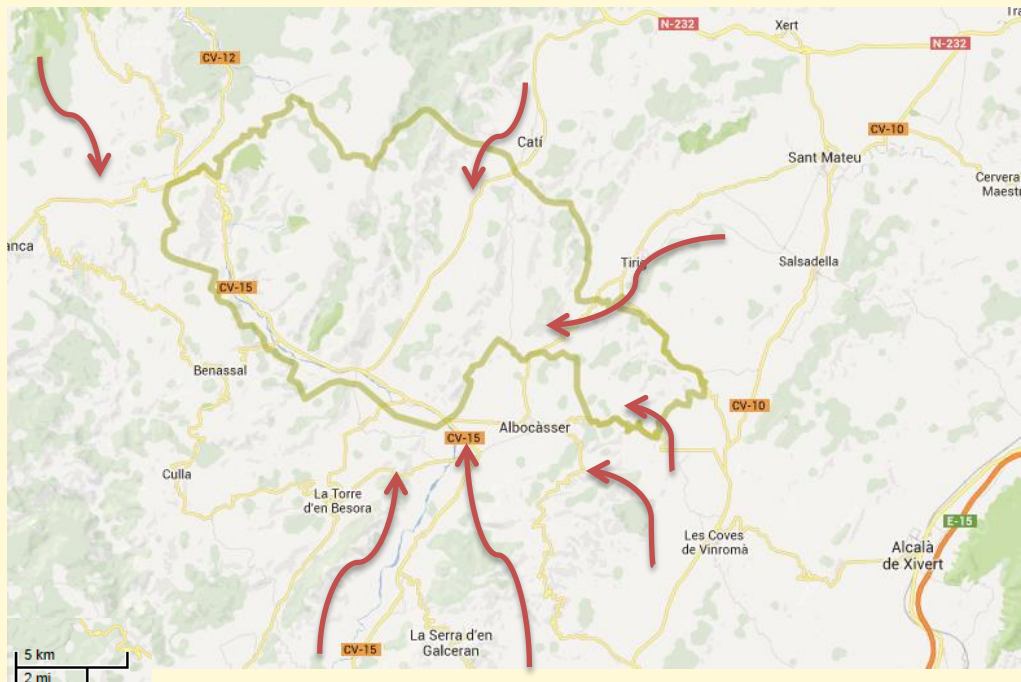 Xert
N-232
N-232
CV-12
CV-10
Catí
Sant Mateu
Cervera
Maestr
anca
Tirig
Salsadella
CV-15
Benassal
CV-10
Albocàsser
CV-15
Culla
La Torre
d'en Besora
Les Coves
de Vinromà
E-15
Alcalà
de Xivert
La Serra d'en
Galceran
CV-15
5 km
2 mi